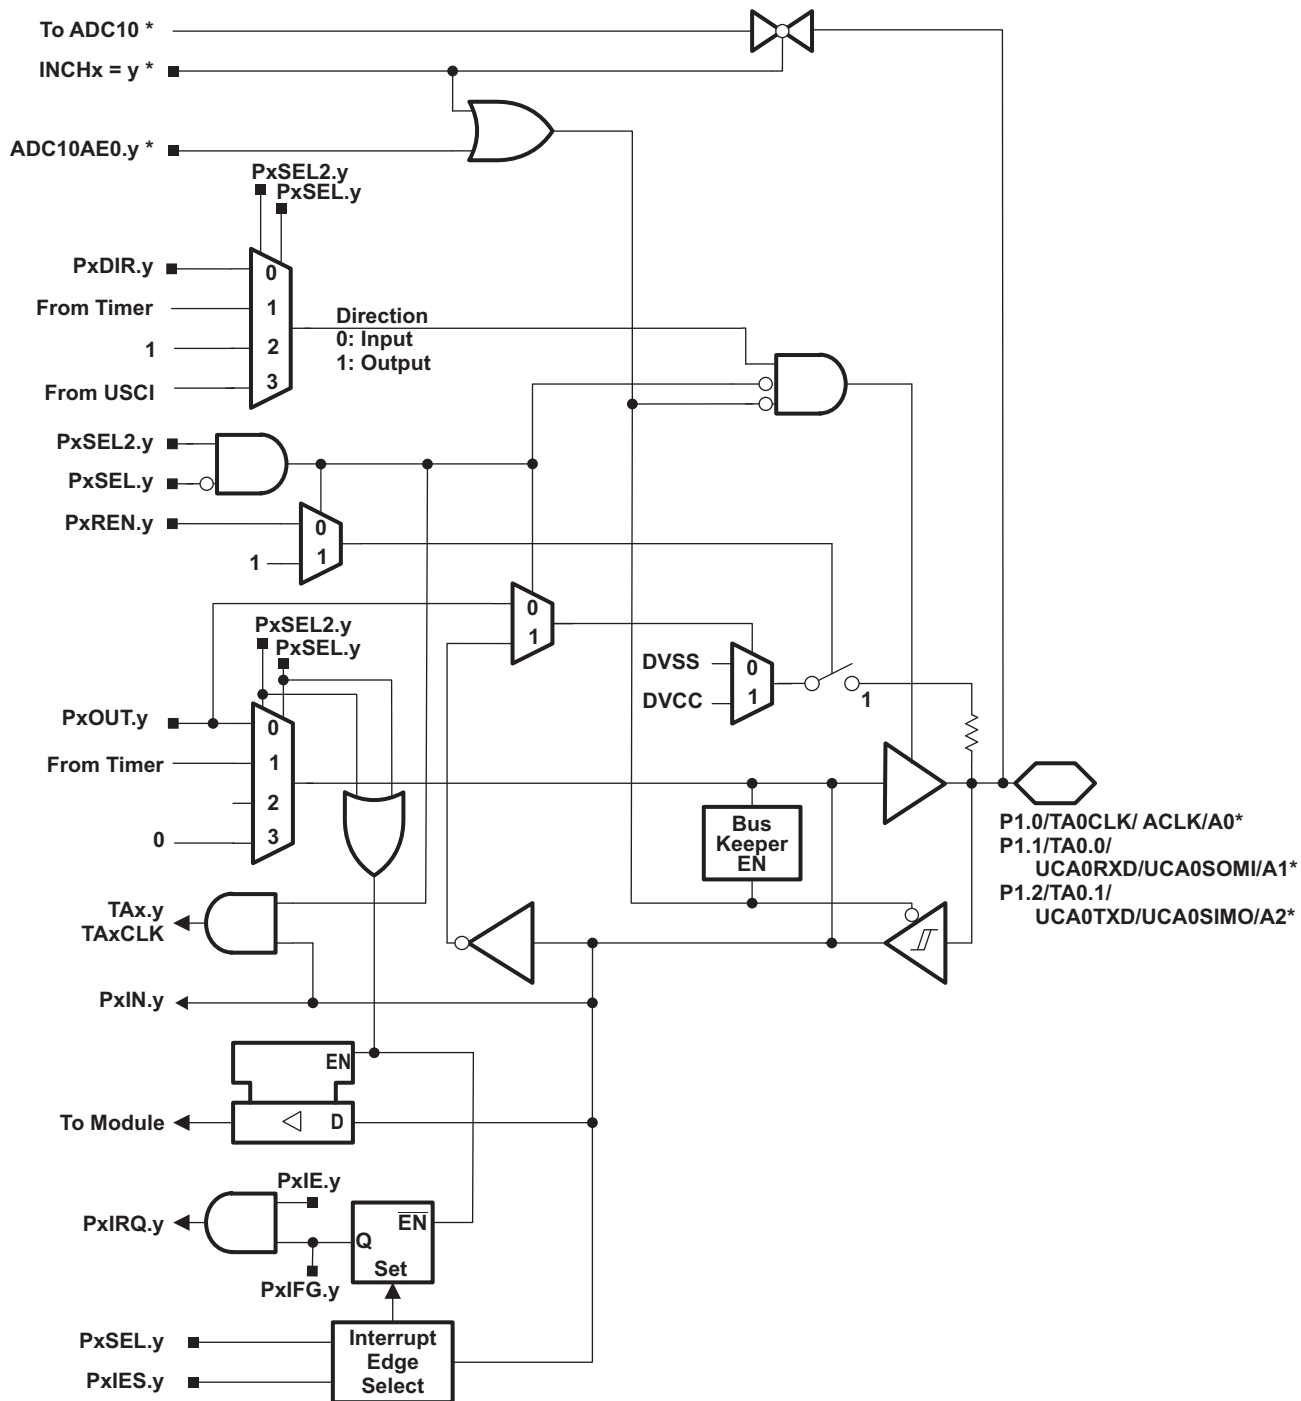 To ADC10 *
INCHx = y *
ADC10AE0.y *
PxSEL2.y
PxSEL.y
PxDIR.y
0
From Timer
1
1
2
From USCI
3
Direction
0: Input
1: Output
PxSEL2.y
PxSEL.y
PxREN.y
0
1
1
0
1
PxSEL2.y
PxSEL.y
DVSS
0
DVCC
1
1
PxOUT.y
0
From Timer
1
2
0
3
Bus
Keeper
EN
P1.0/TA0CLK/ ACLK/A0*
P1.1/TA0.0/
UCA0RXD/UCA0SOMI/A1*
P1.2/TA0.1/
UCA0TXD/UCA0SIMO/A2*
TAx.y
TAxCLK
PxIN.y
EN
To Module
D
PxIE.y
PxIRQ.y
EN
Q
Set
PxIFG.y
PxSEL.y
PxIES.y
Interrupt
Edge
Select